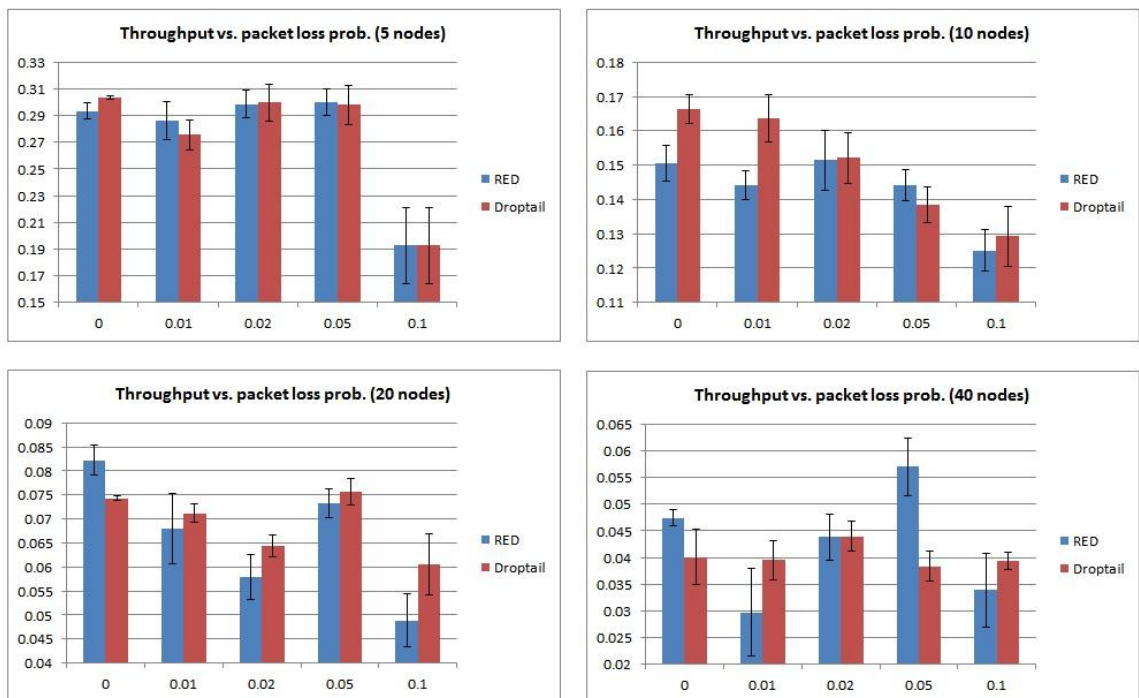 Throughput vs. packet loss prob. (5 nodes)
0.33
0.31
0.29
0.27
0.25
0.23
0.21
0.19
0.17
0.15
0 0.01 0.02 0.05 0.1
RED
Droptail
Throughput vs. packet loss prob. (10 nodes)
0.18
0.17
0.16
0.15
0.14
0.13
0.12
0.11
0 0.01 0.02 0.05 0.1
RED
Droptail
Throughput vs. packet loss prob. (20 nodes)
0.09
0.085
0.08
0.075
0.07
0.065
0.06
0.055
0.05
0.045
0.04
0 0.01 0.02 0.05 0.1
RED
Droptail
Throughput vs. packet loss prob. (40 nodes)
0.065
0.06
0.055
0.05
0.045
0.04
0.035
0.03
0.025
0.02
0 0.01 0.02 0.05 0.1
RED
Droptail